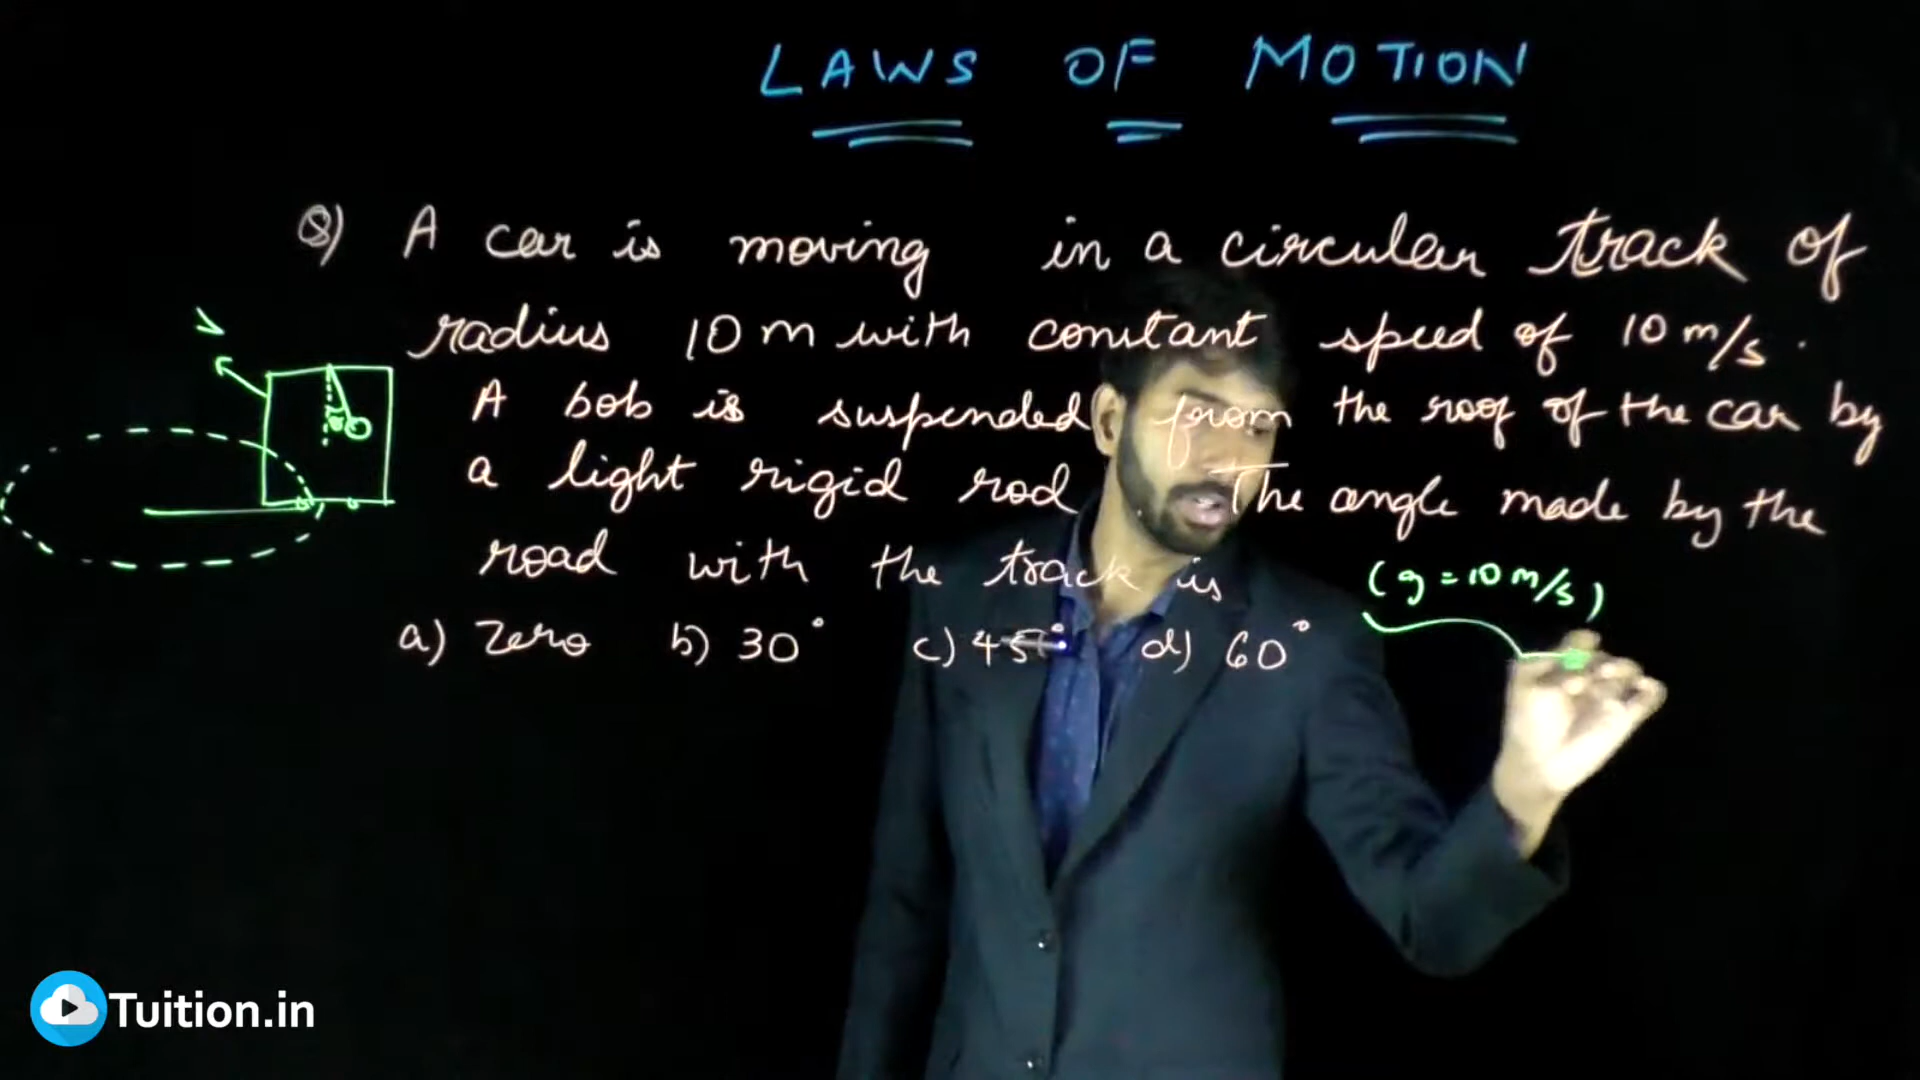 LAWS OF MOTION
Q) A car is moving in a circular track of
radius 10 m with constant speed of 10 m/s.
A bob is suspended from the roof of the car by
a light rigid rod. The angle made by the
road with the track is
(g = 10 m/s)
a) Zero b) 30° c) 45° d) 60°
Tuition.in